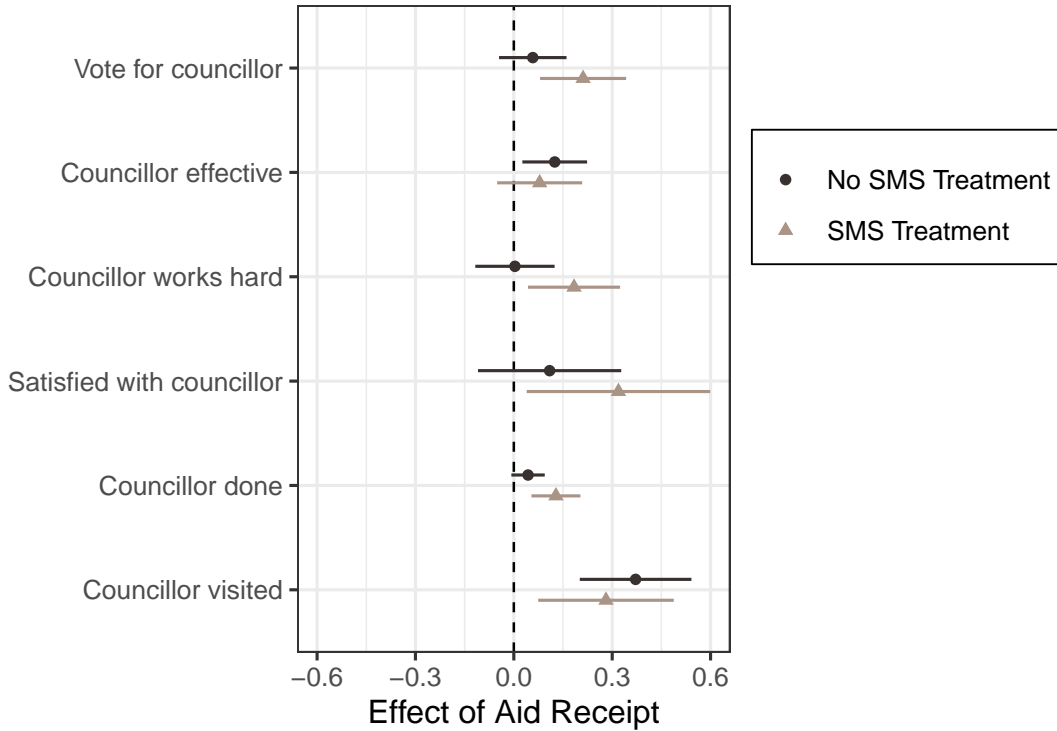 Vote for councillor
Councillor effective
Councillor works hard
Satisfied with councillor
Councillor done
Councillor visited
−0.6 −0.3 0.0 0.3 0.6
Effect of Aid Receipt
No SMS Treatment
SMS Treatment